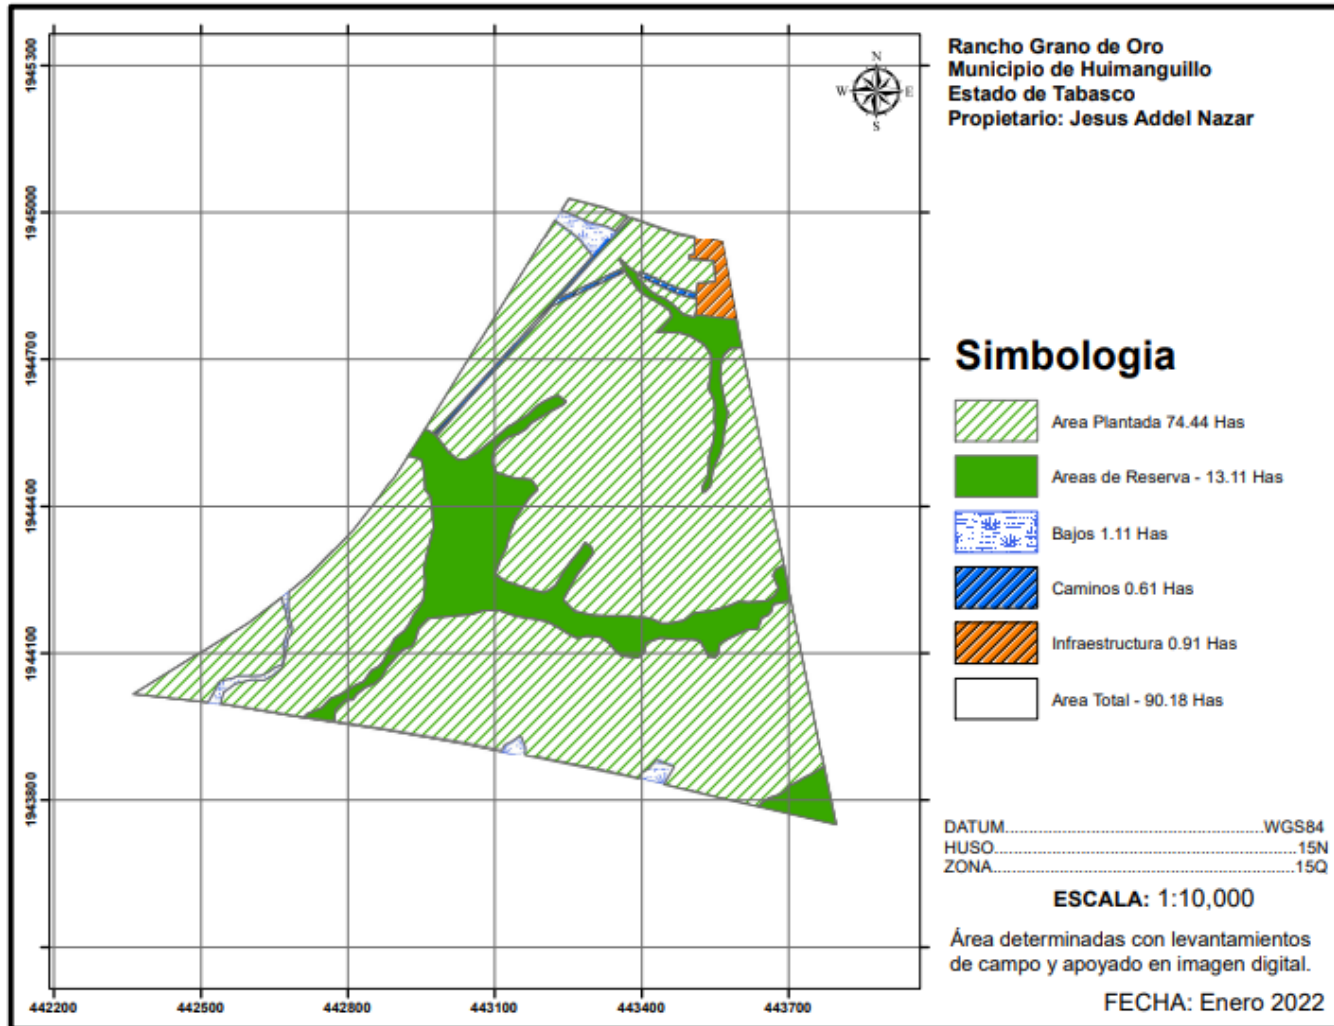 Rancho Grano de Oro
Municipio de Huimanguillo
Estado de Tabasco
Propietario: Jesus Addel Nazar
N
W E
S
1945300
1945000
1944700
1944400
1944100
1943800
442200 442500 442800 443100 443400 443700
Simbologia
Area Plantada 74.44 Has
Areas de Reserva - 13.11 Has
Bajos 1.11 Has
Caminos 0.61 Has
Infraestructura 0.91 Has
Area Total - 90.18 Has
DATUM..........WGS84
HUSO..........15N
ZONA..........15Q
ESCALA: 1:10,000
Área determinadas con levantamientos
de campo y apoyado en imagen digital.
FECHA: Enero 2022